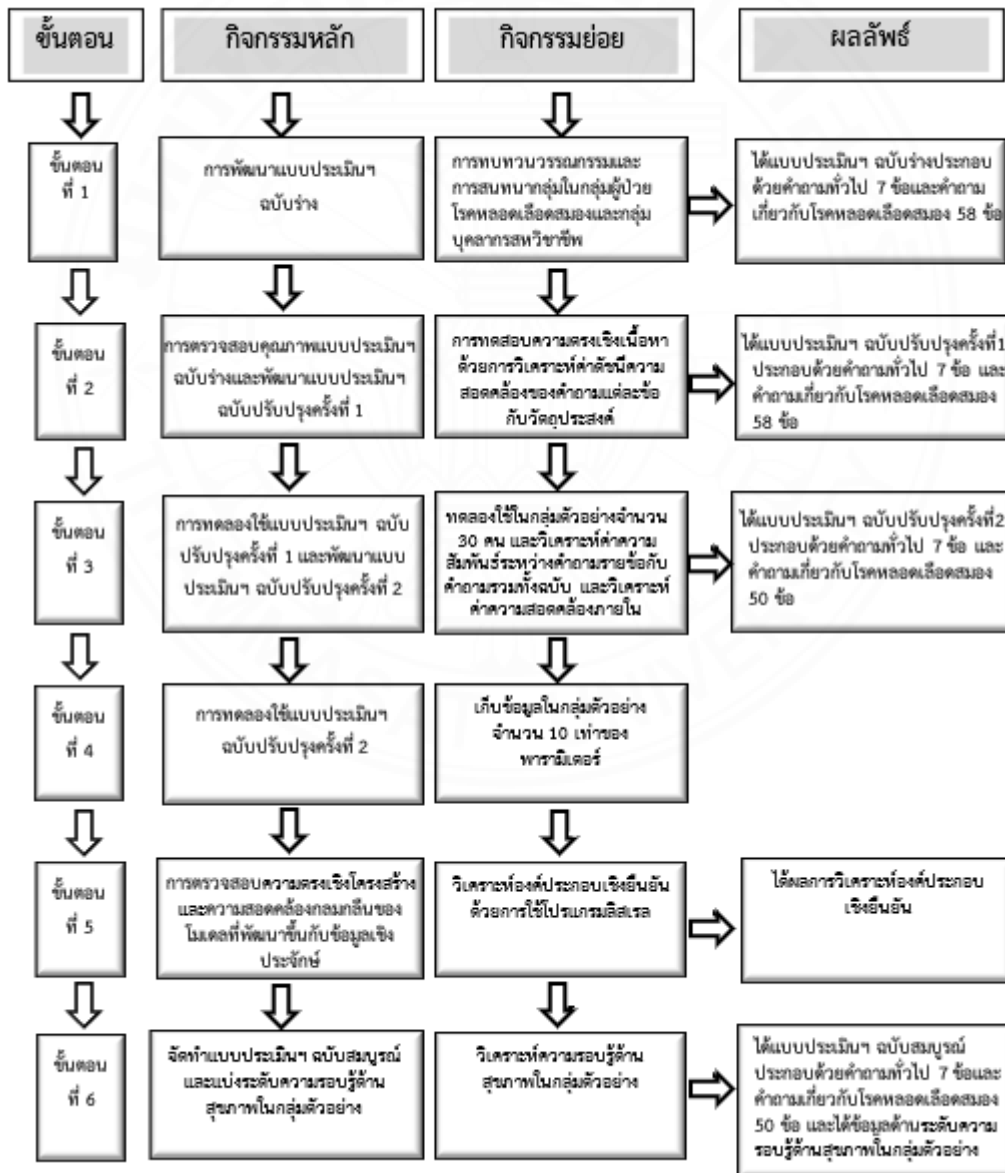 ขั้นตอน
กิจกรรมหลัก
กิจกรรมย่อย
ผลลัพธ์
ขั้นตอน
ที่ 1
การพัฒนาแบบประเมินฯ
ฉบับร่าง
การทบทวนวรรณกรรมและ
การสนทนากลุ่มในกลุ่มผู้ป่วย
โรคหลอดเลือดสมองและกลุ่ม
บุคลากรสหวิชาชีพ
ได้แบบประเมินฯ ฉบับร่างประกอบ
ด้วยคำถามทั่วไป 7 ข้อและคำถาม
เกี่ยวกับโรคหลอดเลือดสมอง 58 ข้อ
ขั้นตอน
ที่ 2
การตรวจสอบคุณภาพแบบประเมินฯ
ฉบับร่างและพัฒนาแบบประเมินฯ
ฉบับปรับปรุงครั้งที่ 1
การทดสอบความตรงเชิงเนื้อหา
ด้วยการวิเคราะห์ค่าดัชนีความ
สอดคล้องของคำถามแต่ละข้อ
กับวัตถุประสงค์
ได้แบบประเมินฯ ฉบับปรับปรุงครั้งที่1
ประกอบด้วยคำถามทั่วไป 7 ข้อ และ
คำถามเกี่ยวกับโรคหลอดเลือดสมอง
58 ข้อ
ขั้นตอน
ที่ 3
การทดลองใช้แบบประเมินฯ ฉบับ
ปรับปรุงครั้งที่ 1 และพัฒนาแบบ
ประเมินฯ ฉบับปรับปรุงครั้งที่ 2
ทดลองใช้ในกลุ่มตัวอย่างจำนวน
30 คน และวิเคราะห์ค่าความ
สัมพันธ์ระหว่างคำถามรายข้อกับ
คำถามรวมทั้งฉบับ และวิเคราะห์
ค่าความสอดคล้องภายใน
ได้แบบประเมินฯ ฉบับปรับปรุงครั้งที่2
ประกอบด้วยคำถามทั่วไป 7 ข้อ และ
คำถามเกี่ยวกับโรคหลอดเลือดสมอง
50 ข้อ
ขั้นตอน
ที่ 4
การทดลองใช้แบบประเมินฯ
ฉบับปรับปรุงครั้งที่ 2
เก็บข้อมูลในกลุ่มตัวอย่าง
จำนวน 10 เท่าของ
พารามิเตอร์
ขั้นตอน
ที่ 5
การตรวจสอบความตรงเชิงโครงสร้าง
และความสอดคล้องกลมกลืนของ
โมเดลที่พัฒนาขึ้นกับข้อมูลเชิง
ประจักษ์
วิเคราะห์องค์ประกอบเชิงยืนยัน
ด้วยการใช้โปรแกรมลิสเรล
ได้ผลการวิเคราะห์องค์ประกอบ
เชิงยืนยัน
ขั้นตอน
ที่ 6
จัดทำแบบประเมินฯ ฉบับสมบูรณ์
และแบ่งระดับความรอบรู้ด้าน
สุขภาพในกลุ่มตัวอย่าง
วิเคราะห์ความรอบรู้ด้าน
สุขภาพในกลุ่มตัวอย่าง
ได้แบบประเมินฯ ฉบับสมบูรณ์
ประกอบด้วยคำถามทั่วไป 7 ข้อและ
คำถามเกี่ยวกับโรคหลอดเลือดสมอง
50 ข้อ และได้ข้อมูลด้านระดับความ
รอบรู้ด้านสุขภาพในกลุ่มตัวอย่าง